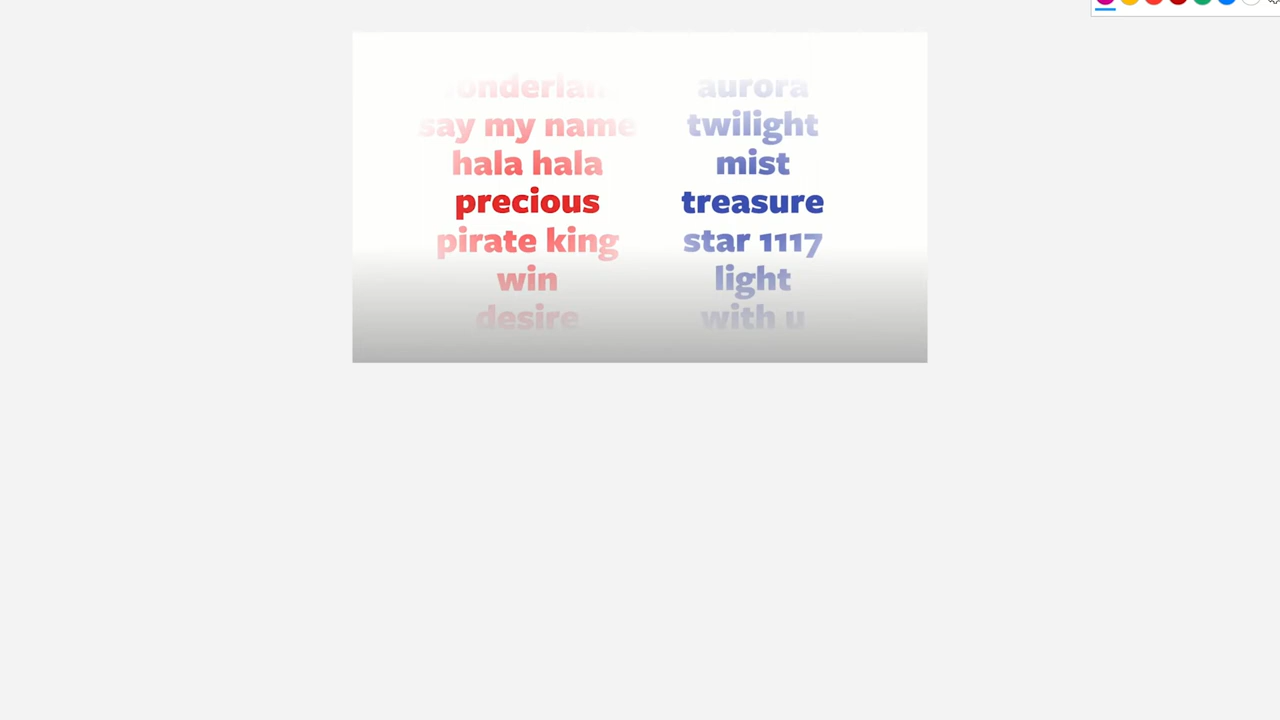 say my name
hala hala
precious
pirate king
win
desire
aurora
twilight
mist
treasure
star 1117
light
with u